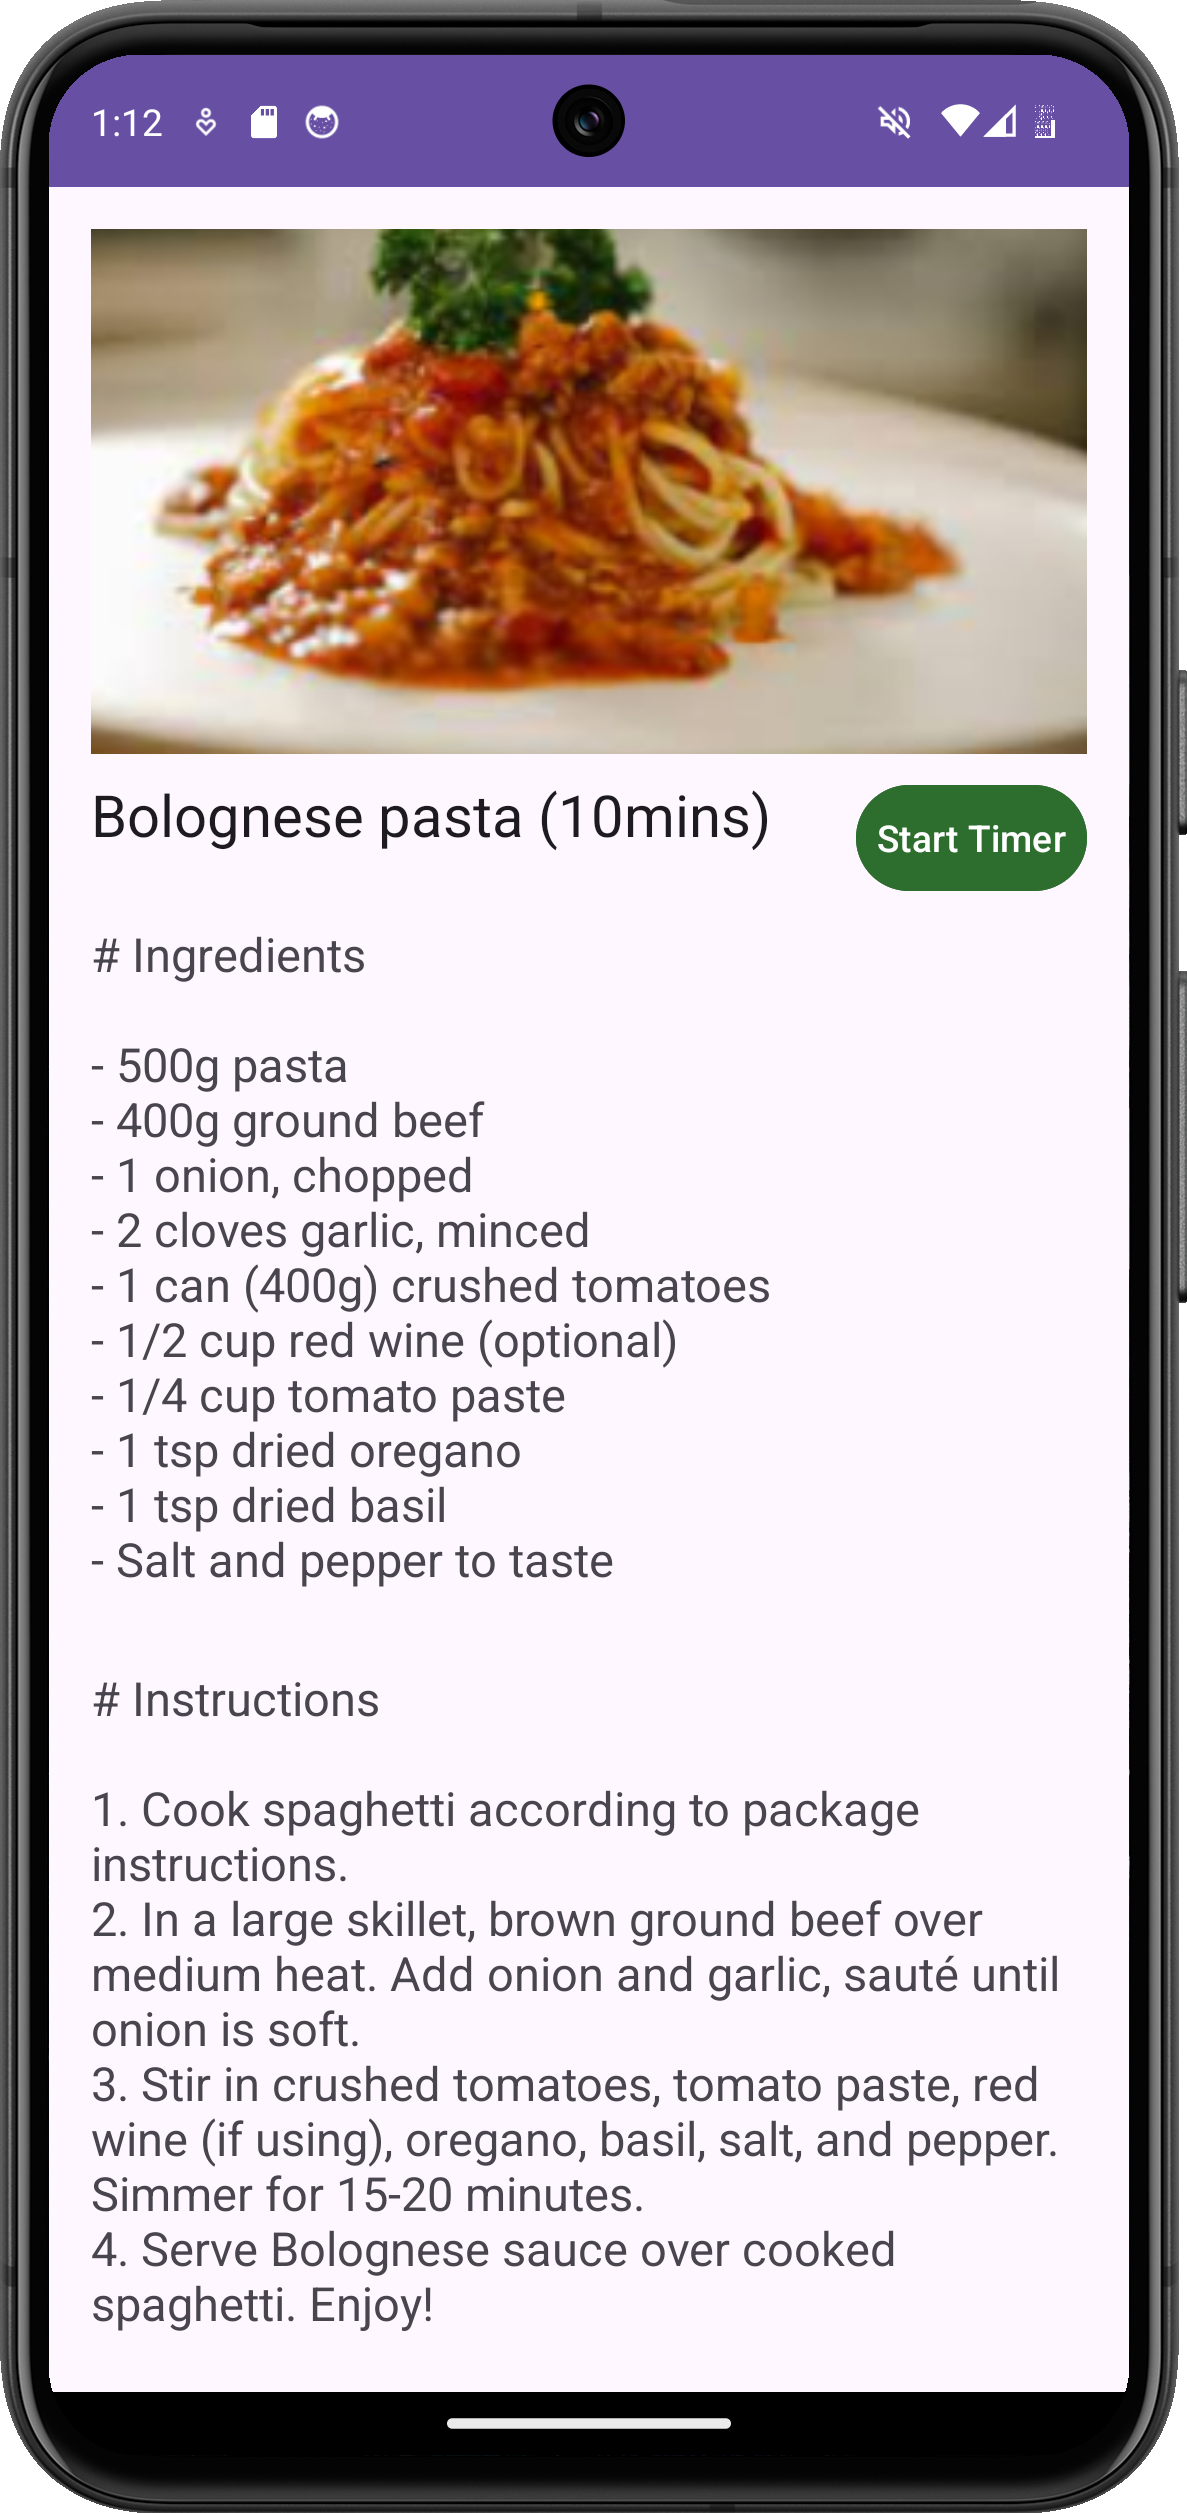 1:12
Bolognese pasta (10mins)
Start Timer
# Ingredients
- 500g pasta
- 400g ground beef
- 1 onion, chopped
- 2 cloves garlic, minced
- 1 can (400g) crushed tomatoes
- 1/2 cup red wine (optional)
- 1/4 cup tomato paste
- 1 tsp dried oregano
- 1 tsp dried basil
- Salt and pepper to taste
# Instructions
1. Cook spaghetti according to package
instructions.
2. In a large skillet, brown ground beef over
medium heat. Add onion and garlic, sauté until
onion is soft.
3. Stir in crushed tomatoes, tomato paste, red
wine (if using), oregano, basil, salt, and pepper.
Simmer for 15-20 minutes.
4. Serve Bolognese sauce over cooked
spaghetti. Enjoy!